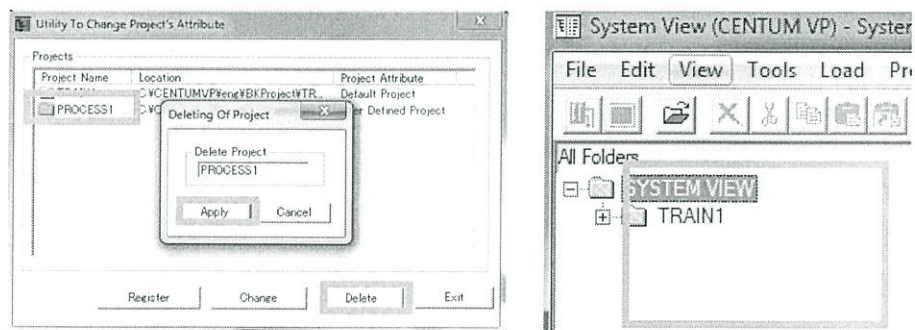 Utility To Change Project's Attribute
Projects
Project Name Location Project Attribute
C:¥CENTUMVP¥eng¥BKProject¥TR... Default Project
PROCESS1 Defined Project
Deleting Of Project
Delete Project
PROCESS1
Apply Cancel
Register Change Delete Exit
System View (CENTUM VP) -
File Edit View Tools Load
All Folders
SYSTEM VIEW
TRAIN1